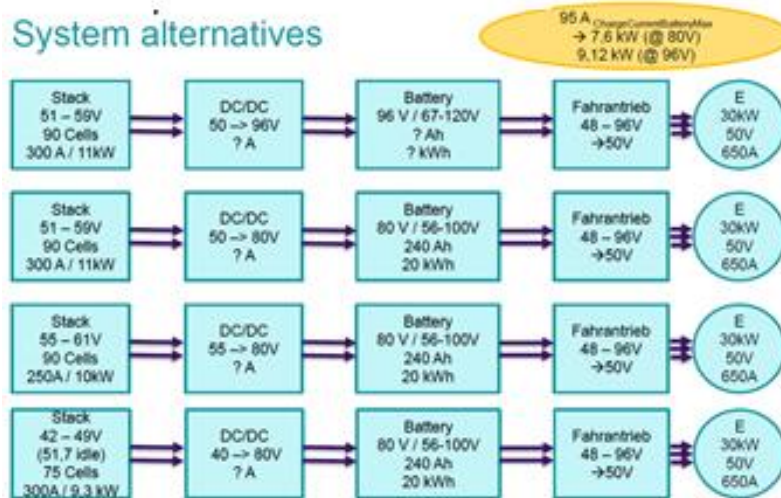 System alternatives
95 A ChargeCurrentBatteryMax
→ 7,6 kW (@ 80V)
9,12 kW (@ 96V)
Stack
51 – 59V
90 Cells
300 A / 11kW
DC/DC
50 –> 96V
? A
Battery
96 V / 67-120V
? Ah
? kWh
Fahrantrieb
48 – 96V
→50V
E
30kW
50V
650A
Stack
51 – 59V
90 Cells
300 A / 11kW
DC/DC
50 –> 80V
? A
Battery
80 V / 56-100V
240 Ah
20 kWh
Fahrantrieb
48 – 96V
→50V
E
30kW
50V
650A
Stack
55 – 61V
90 Cells
250A / 10kW
DC/DC
55 –> 80V
? A
Battery
80 V / 56-100V
240 Ah
20 kWh
Fahrantrieb
48 – 96V
→50V
E
30kW
50V
650A
Stack
42 – 49V
(51,7 idle)
75 Cells
300A / 9,3 kW
DC/DC
40 –> 80V
? A
Battery
80 V / 56-100V
240 Ah
20 kWh
Fahrantrieb
48 – 96V
→50V
E
30kW
50V
650A